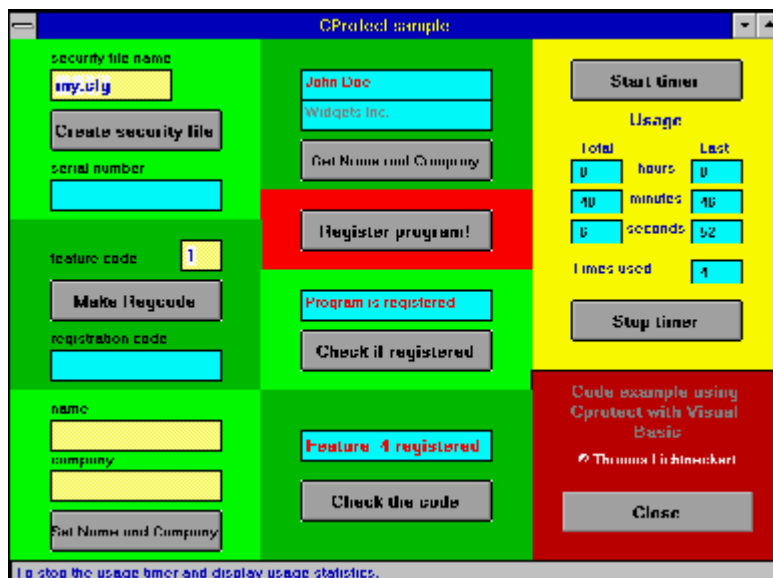 CProtect sample
security file name
my.cfg
Create security file
serial number
feature code
1
Make Regcode
registration code
name
company
Set Name and Company
John Doe
Widgets Inc.
Get Name and Company
Register program!
Program is registered
Check if registered
Feature 4 registered
Check the code
Start timer
Usage
Total Last
0 hours 0
minutes 46
6 seconds 52
Times used 4
Stop timer
Code example using
Cprotect with Visual
Basic
© Thomas
Close
To stop the usage timer and display usage statistics.